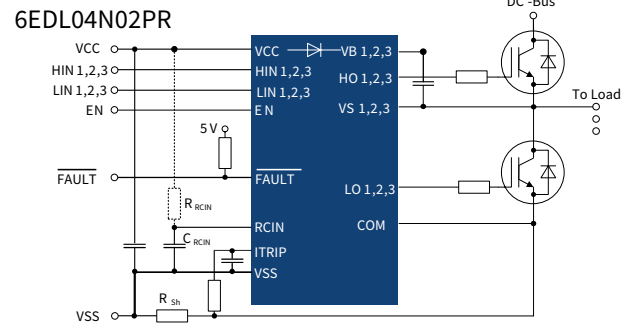 DC -Bus
6EDL04N02PR
VCC
HIN 1,2,3
LIN 1,2,3
EN
5 V
FAULT
R RCIN
C RCIN
R Sh
VSS
VCC
HIN 1,2,3
LIN 1,2,3
EN
FAULT
RCIN
ITRIP
VSS
VB 1,2,3
HO 1,2,3
VS 1,2,3
LO 1,2,3
COM
To Load